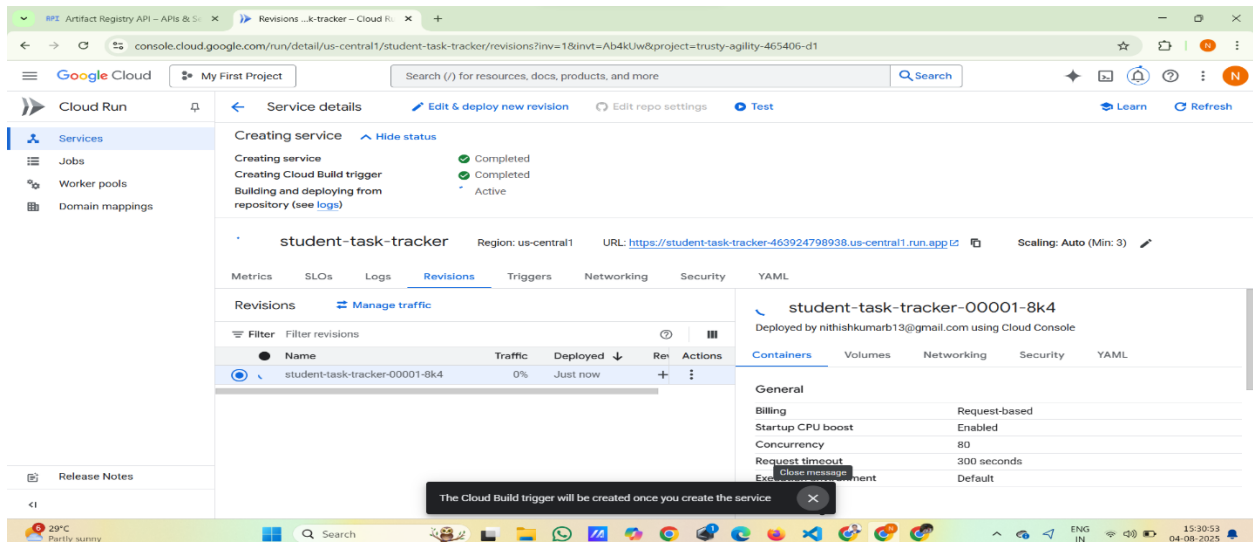 API Artifact Registry API – APIs & Se
Revisions ...k-tracker – Cloud Ru
console.cloud.google.com/run/detail/us-central1/student-task-tracker/revisions?inv=1&invt=Ab4kUw&project=trusty-agility-465406-d1
N
Google Cloud
My First Project
Search (/) for resources, docs, products, and more
Search
N
Cloud Run
Service details
Edit & deploy new revision
Edit repo settings
Test
Learn
Refresh
Services
Jobs
Worker pools
Domain mappings
Release Notes
Creating service
Hide status
Creating service Completed
Creating Cloud Build trigger Completed
Building and deploying from Active
repository (see logs)
student-task-tracker Region: us-central1 URL: https://student-task-tracker-463924798938.us-central1.run.app Scaling: Auto (Min: 3)
Metrics SLOs Logs Revisions Triggers Networking Security YAML
Revisions Manage traffic
Filter Filter revisions
Name Traffic Deployed Rev Actions
student-task-tracker-00001-8k4 0% Just now
student-task-tracker-00001-8k4
Deployed by nithishkumarb13@gmail.com using Cloud Console
Containers Volumes Networking Security YAML
General
Billing Request-based
Startup CPU boost Enabled
Concurrency 80
Request timeout 300 seconds
Default
Close message
The Cloud Build trigger will be created once you create the service
6 29°C
Partly sunny
Search
ENG
IN
15:30:53
04-08-2025